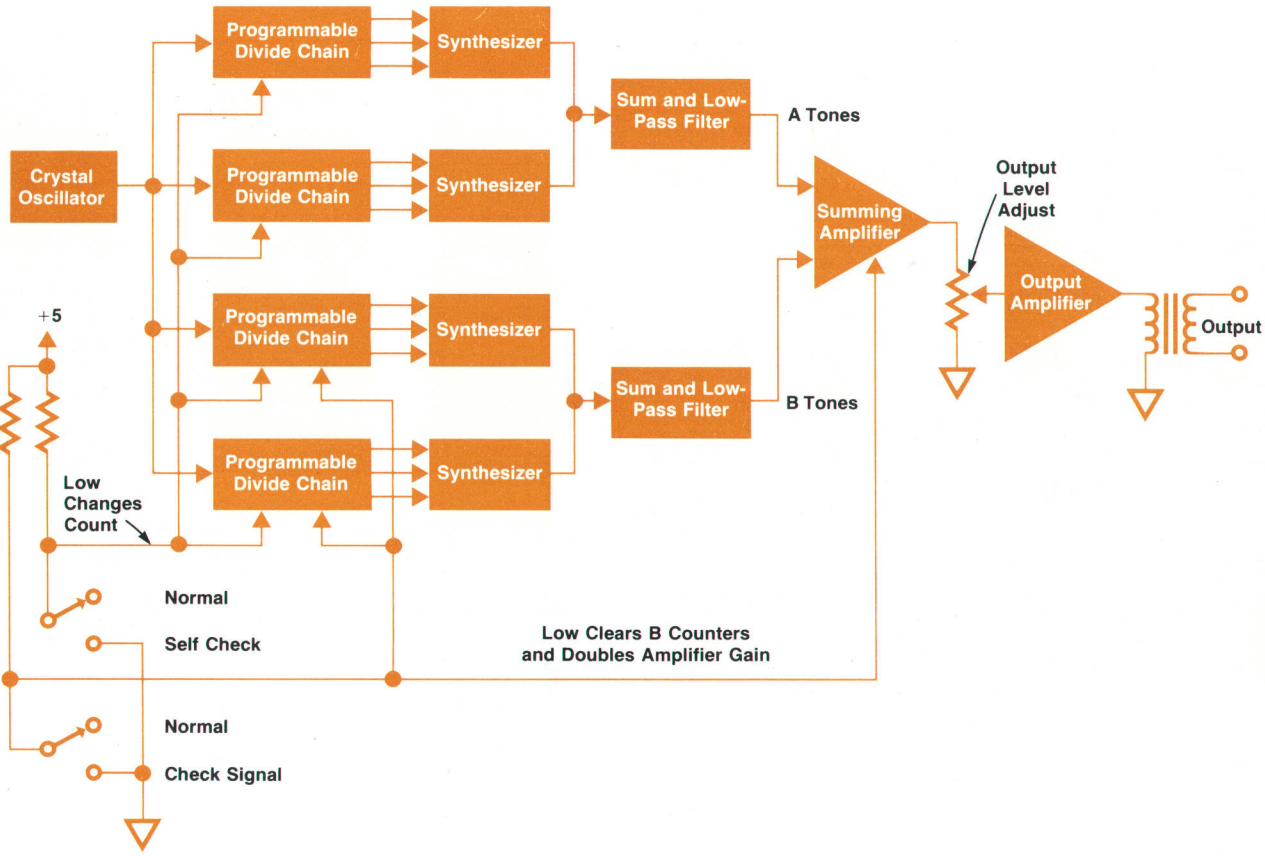 Programmable
Divide Chain
Synthesizer
Sum and Low-
Pass Filter
A Tones
Crystal
Oscillator
Programmable
Divide Chain
Synthesizer
Output
Level
Adjust
Summing
Amplifier
Output
Amplifier
Output
+5
Programmable
Divide Chain
Synthesizer
Sum and Low-
Pass Filter
B Tones
Programmable
Divide Chain
Synthesizer
Low
Changes
Count
Normal
Self Check
Low Clears B Counters
and Doubles Amplifier Gain
Normal
Check Signal